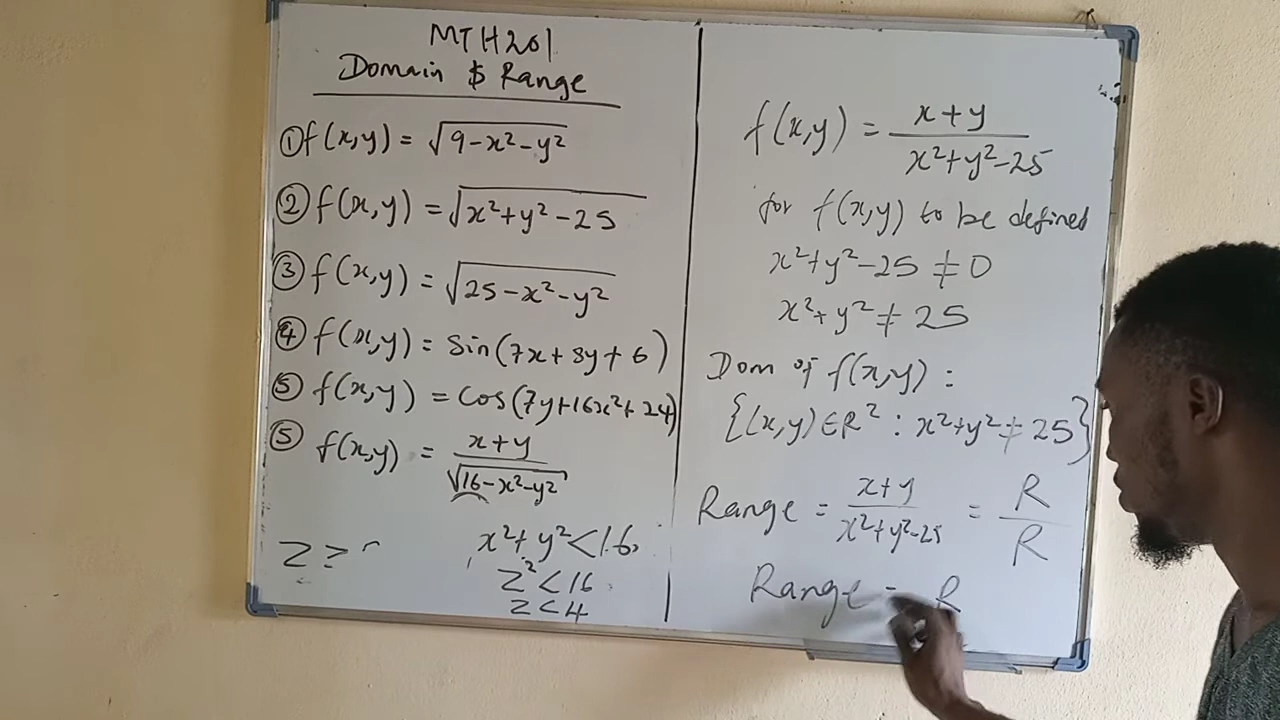 MTH201
Domain $ Range
① f(x,y) = √9-x²-y²
② f(x,y) = √x²+y²-25
③ f(x,y) = √25-x²-y²
④ f(x,y) = Sin(7x+8y+6)
⑤ f(x,y) = Cos(7y+16x²+24)
⑤ f(x,y) = x+y
√16-x²-y²
x²+y²<16
z²<16
z<4
z≥
f(x,y) = x+y
x²+y²-25
for f(x,y) to be defined
x²+y²-25≠0
x²+y²≠25
Dom of f(x,y) :
{(x,y)∈R² : x²+y²≠25}
Range = x+y = R
x²+y²-25 R
Range = R